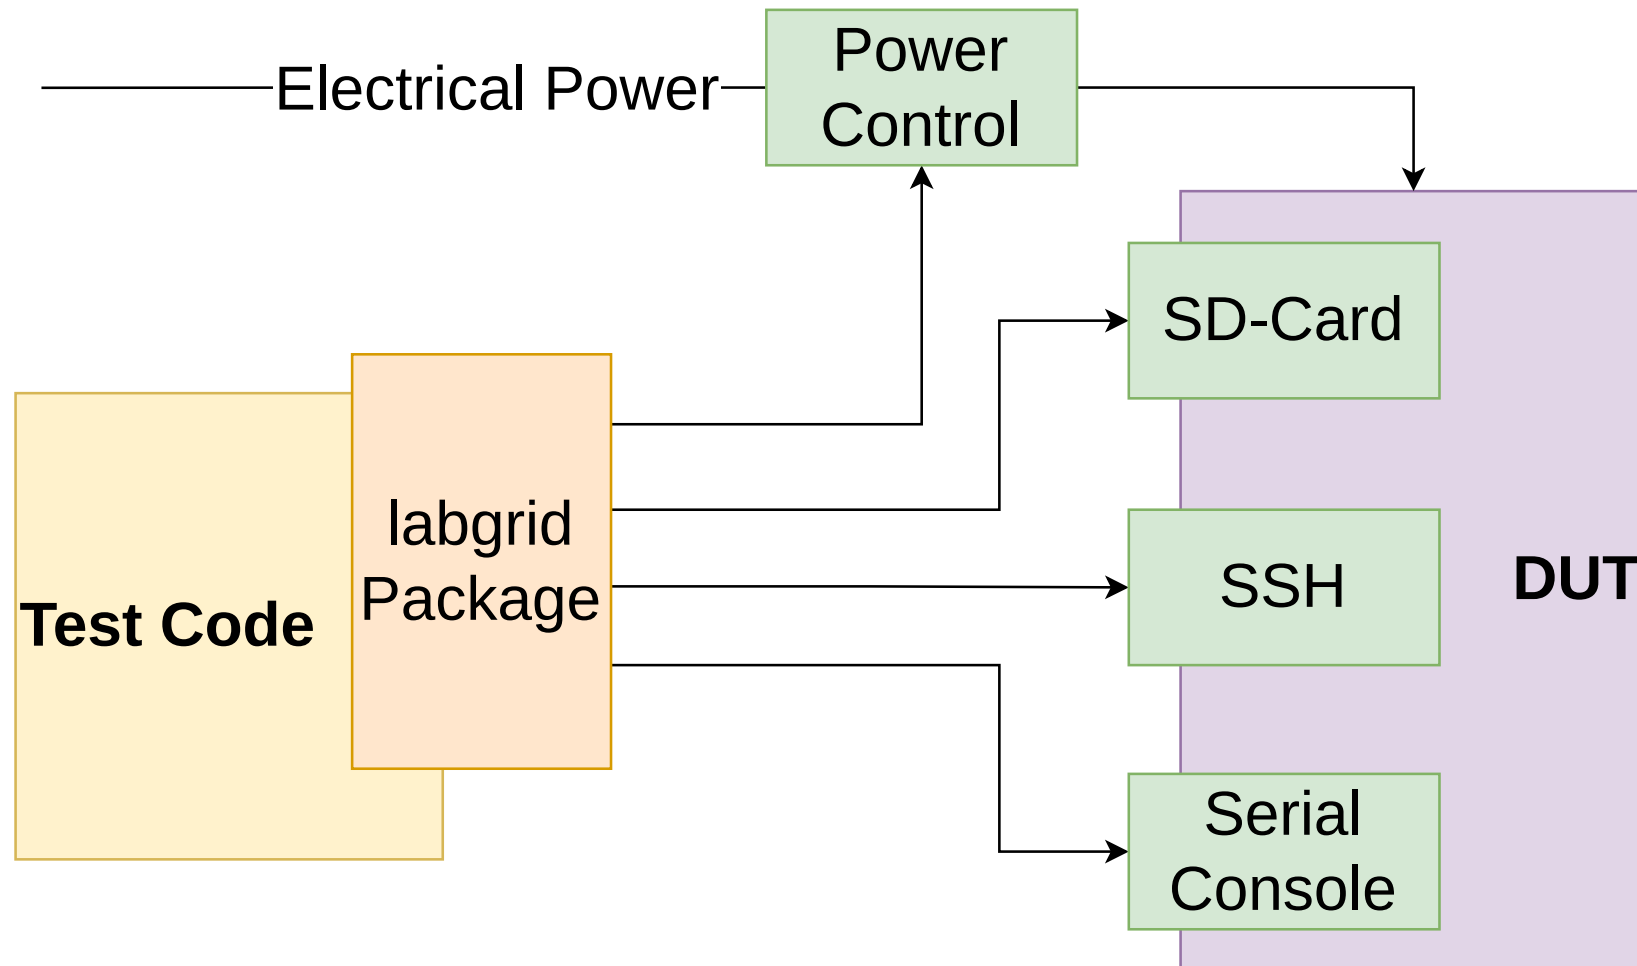 Power
Control
Electrical Power
SD-Card
labgrid
Package
SSH
DUT
Test Code
Serial
Console